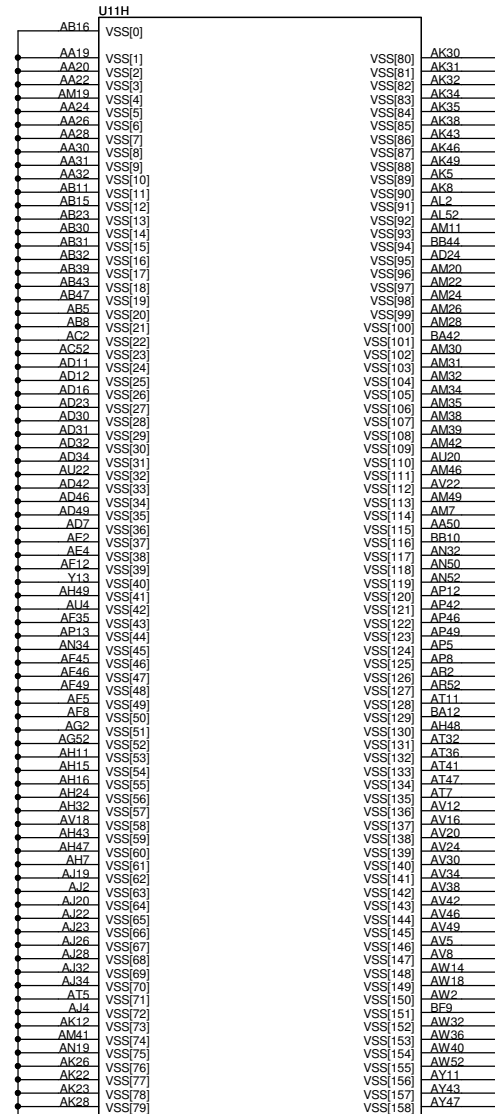 U11H
AB16 VSS[0]
AA19 VSS[1] VSS[80] AK30
AA20 VSS[2] VSS[81] AK31
AA22 VSS[3] VSS[82] AK32
AM19 VSS[4] VSS[83] AK34
AA24 VSS[5] VSS[84] AK35
AA26 VSS[6] VSS[85] AK38
AA28 VSS[7] VSS[86] AK43
AA30 VSS[8] VSS[87] AK46
AA31 VSS[9] VSS[88] AK49
AA32 VSS[10] VSS[89] AK5
AB11 VSS[11] VSS[90] AK8
AB15 VSS[12] VSS[91] AL2
AB23 VSS[13] VSS[92] AL52
AB30 VSS[14] VSS[93] AM11
AB31 VSS[15] VSS[94] BB44
AB32 VSS[16] VSS[95] AD24
AB39 VSS[17] VSS[96] AM20
AB43 VSS[18] VSS[97] AM22
AB47 VSS[19] VSS[98] AM24
AB5 VSS[20] VSS[99] AM26
AB8 VSS[21] VSS[100] AM28
AC2 VSS[22] VSS[101] BA42
AC52 VSS[23] VSS[102] AM30
AD11 VSS[24] VSS[103] AM31
AD12 VSS[25] VSS[104] AM32
AD16 VSS[26] VSS[105] AM34
AD23 VSS[27] VSS[106] AM35
AD30 VSS[28] VSS[107] AM38
AD31 VSS[29] VSS[108] AM39
AD32 VSS[30] VSS[109] AM42
AD34 VSS[31] VSS[110] AU20
AU22 VSS[32] VSS[111] AM46
AD42 VSS[33] VSS[112] AV22
AD46 VSS[34] VSS[113] AM49
AD49 VSS[35] VSS[114] AM7
AD7 VSS[36] VSS[115] AA50
AE2 VSS[37] VSS[116] BB10
AE4 VSS[38] VSS[117] AN32
AF12 VSS[39] VSS[118] AN50
Y13 VSS[40] VSS[119] AN52
AH49 VSS[41] VSS[120] AP12
AU4 VSS[42] VSS[121] AP42
AF35 VSS[43] VSS[122] AP46
AP13 VSS[44] VSS[123] AP49
AN34 VSS[45] VSS[124] AP5
AF45 VSS[46] VSS[125] AP8
AF46 VSS[47] VSS[126] AR2
AF49 VSS[48] VSS[127] AR52
AF5 VSS[49] VSS[128] AT11
AF8 VSS[50] VSS[129] BA12
AG2 VSS[51] VSS[130] AH48
AG52 VSS[52] VSS[131] AT32
AH11 VSS[53] VSS[132] AT36
AH15 VSS[54] VSS[133] AT41
AH16 VSS[55] VSS[134] AT47
AH24 VSS[56] VSS[135] AT7
AH32 VSS[57] VSS[136] AV12
AV18 VSS[58] VSS[137] AV16
AH43 VSS[59] VSS[138] AV20
AH47 VSS[60] VSS[139] AV24
AH7 VSS[61] VSS[140] AV30
AJ19 VSS[62] VSS[141] AV34
AJ2 VSS[63] VSS[142] AV38
AJ20 VSS[64] VSS[143] AV42
AJ22 VSS[65] VSS[144] AV46
AJ23 VSS[66] VSS[145] AV49
AJ26 VSS[67] VSS[146] AV5
AJ28 VSS[68] VSS[147] AV8
AJ32 VSS[69] VSS[148] AW14
AJ34 VSS[70] VSS[149] AW18
AT5 VSS[71] VSS[150] AW2
AJ4 VSS[72] VSS[151] BF9
AK12 VSS[73] VSS[152] AW32
AM41 VSS[74] VSS[153] AW36
AN19 VSS[75] VSS[154] AW40
AK26 VSS[76] VSS[155] AW52
AK22 VSS[77] VSS[156] AY11
AK23 VSS[78] VSS[157] AY43
AK28 VSS[79] VSS[158] AY47